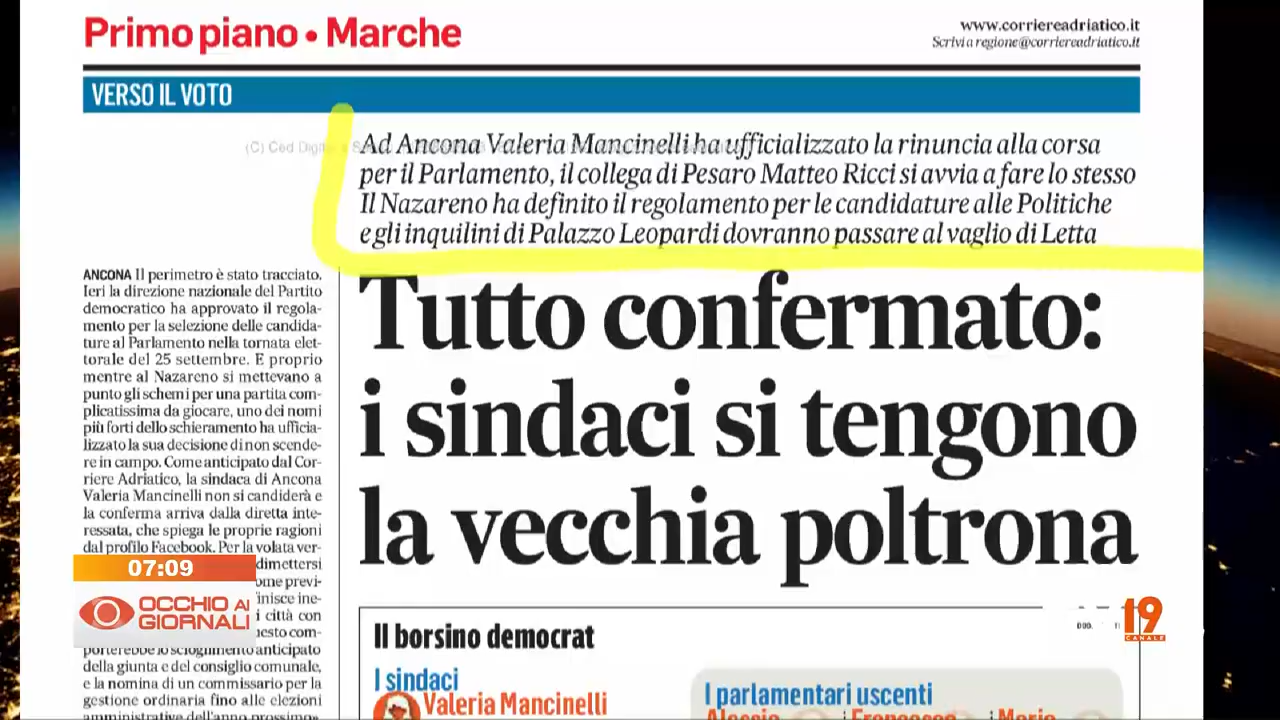 Primo piano • Marche
www.corriereadriatico.it
Scrivi a regione@corriereadriatico.it
VERSO IL VOTO
Ad Ancona Valeria Mancinelli ha ufficializzato la rinuncia alla corsa
per il Parlamento, il collega di Pesaro Matteo Ricci si avvia a fare lo stesso
Il Nazareno ha definito il regolamento per le candidature alle Politiche
e gli inquilini di Palazzo Leopardi dovranno passare al vaglio di Letta
Tutto confermato:
i sindaci si tengono
la vecchia poltrona
ANCONA Il perimetro è stato tracciato.
Ieri la direzione nazionale del Partito
democratico ha approvato il regola-
mento per la selezione delle candida-
ture al Parlamento nella tornata elet-
torale del 25 settembre. E proprio
mentre al Nazareno si mettevano a
punto gli schemi per una partita com-
plicatissima da giocare, uno dei nomi
più forti dello schieramento ha ufficia-
lizzato la sua decisione di non scende-
re in campo. Come anticipato dal Cor-
riere Adriatico, la sindaca di Ancona
Valeria Mancinelli non si candiderà e
la conferma arriva dalla diretta inte-
ressata, che spiega le proprie ragioni
dal profilo Facebook. Per la volata ver-
dimettersi
ome previ-
inisce ine-
i città con
uesto com-
porterebbe lo scioglimento anticipato
della giunta e del consiglio comunale,
e la nomina di un commissario per la
gestione ordinaria fino alle elezioni
amministrative dell'anno prossimo».
07:09
OCCHIO AI
GIORNALI
Il borsino democrat
I sindaci
Valeria Mancinelli
I parlamentari uscenti
Alessio Francesco Mario
19
CANALE